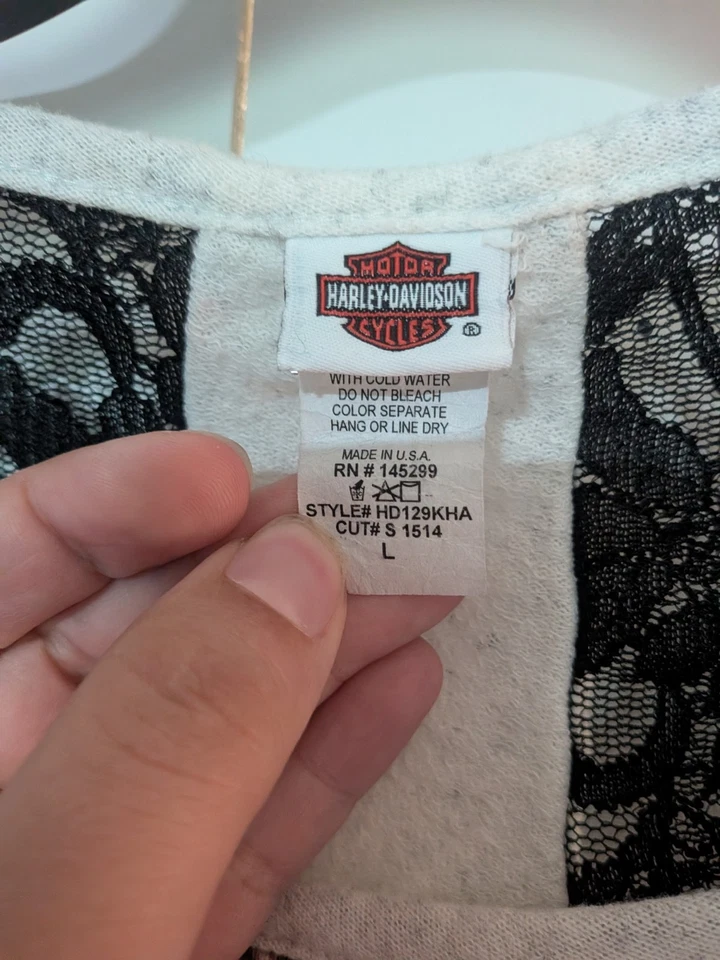 MOTOR
HARLEY-DAVIDSON
CYCLES
®
WITH COLD WATER
DO NOT BLEACH
COLOR SEPARATE
HANG OR LINE DRY
MADE IN U.S.A.
RN # 145299
STYLE# HD129KHA
CUT# S 1514
L